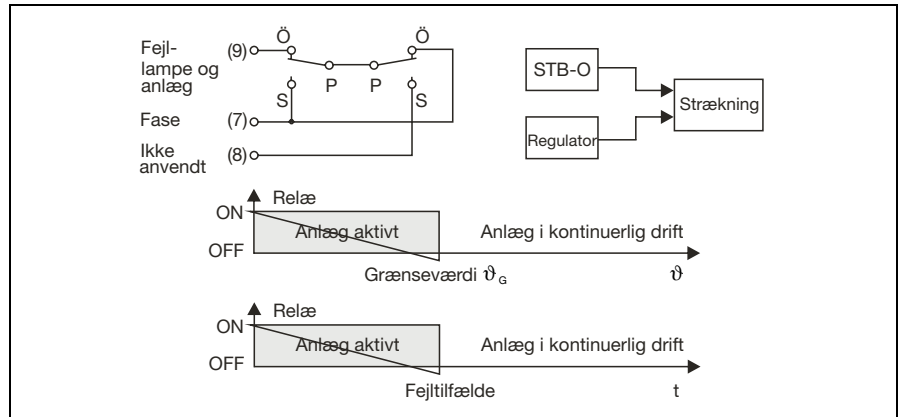 Fejl-
lampe og
anlæg
(9)
Ö
Ö
P
P
S
S
Fase
(7)
Ikke
anvendt
(8)
STB-O
Regulator
Strækning
Relæ
ON
OFF
Anlæg aktivt
Anlæg i kontinuerlig drift
Grænseværdi ϑG
ϑ
Relæ
ON
OFF
Anlæg aktivt
Anlæg i kontinuerlig drift
Fejltilfælde
t